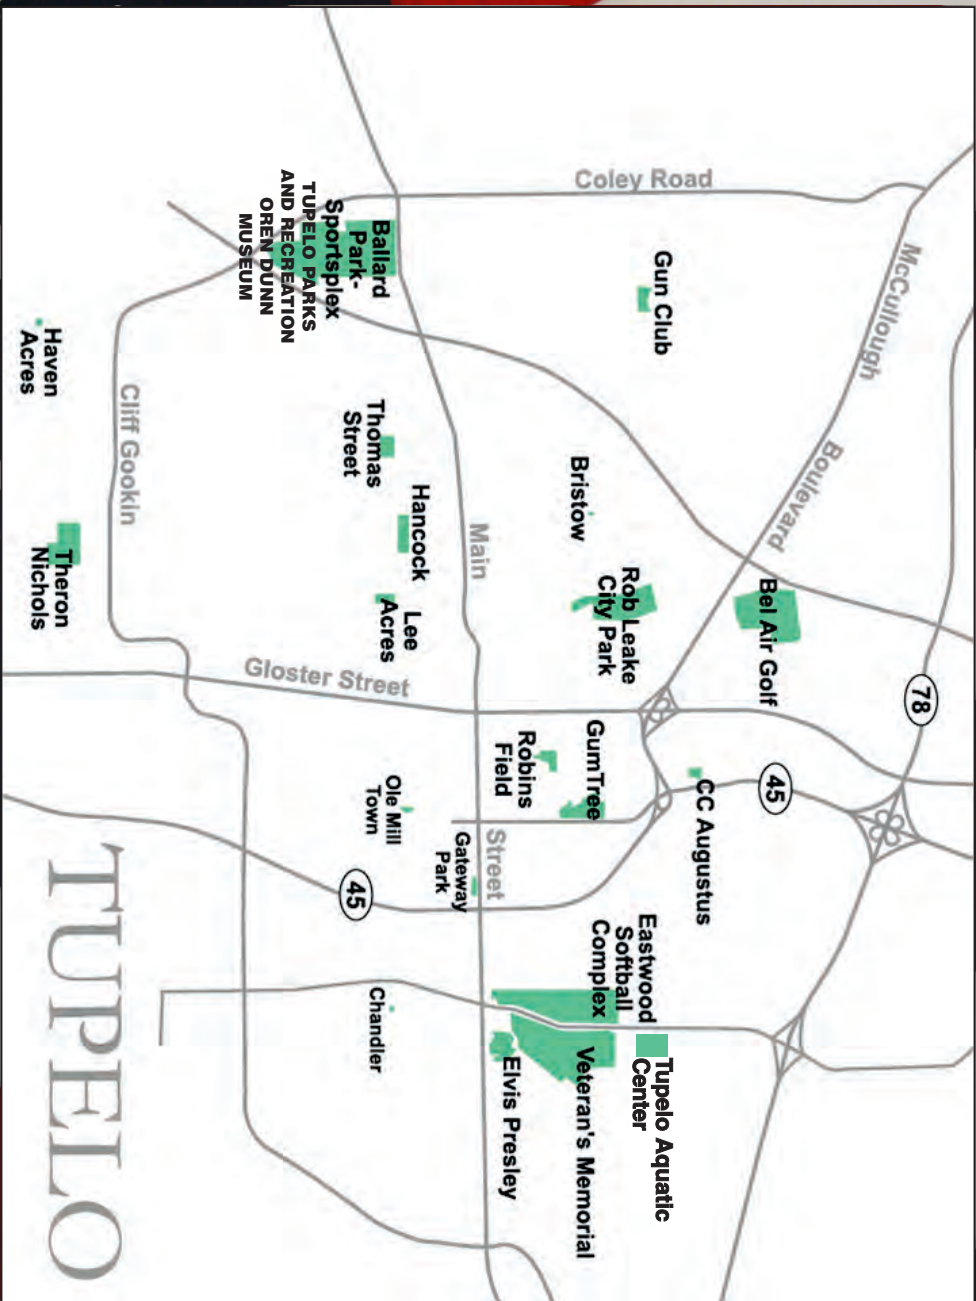 Coley Road
McCullough
Boulevard
78
Gun Club
Ballard
Park-
Sportsplex
TUPELO PARKS
AND RECREATION
OREN DUNN
MUSEUM
Haven
Acres
Cliff Gookin
Thomas
Street
Hancock
Main
Bristow
Bel Air Golf
Rob Leake
City Park
Lee
Acres
Theron
Nichols
Gloster Street
GumTree
Robins
Field
45
CC Augustus
Ole Mill
Town
Street
Gateway
Park
45
Eastwood
Softball
Complex
Chandler
Tupelo Aquatic
Center
Veteran's Memorial
Elvis Presley
TUPELO